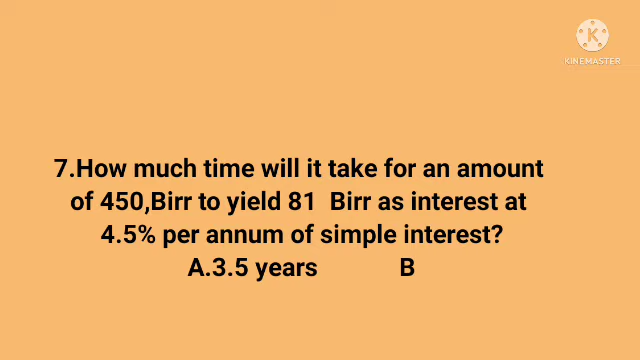 KINEMASTER
7.How much time will it take for an amount
of 450,Birr to yield 81 Birr as interest at
4.5% per annum of simple interest?
A.3.5 years B